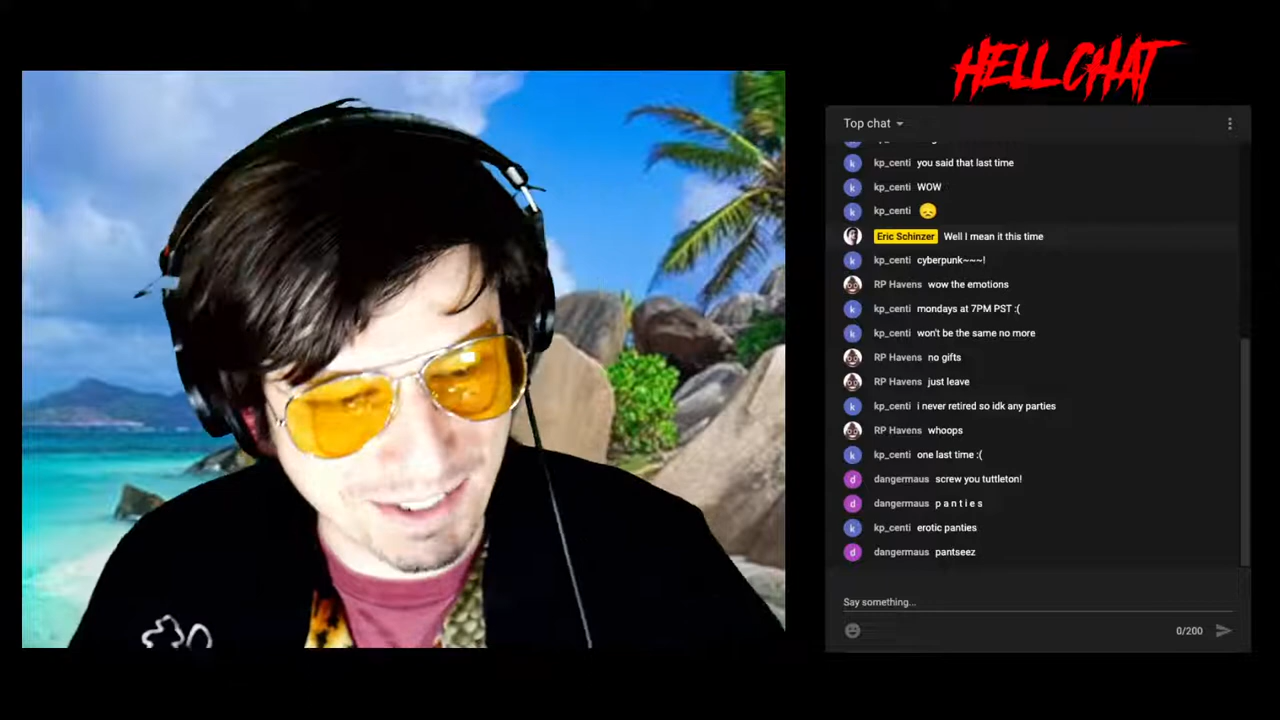 HELL CHAT
Top chat
kp_centi you said that last time
kp_centi WOW
kp_centi
Eric Schinzer Well I mean it this time
kp_centi cyberpunk~~~!
RP Havens wow the emotions
kp_centi mondays at 7PM PST :(
kp_centi won't be the same no more
RP Havens no gifts
RP Havens just leave
kp_centi i never retired so idk any parties
RP Havens whoops
kp_centi one last time :(
dangermaus screw you tuttleton!
dangermaus p a n t i e s
kp_centi erotic panties
dangermaus pantseez
Say something...
0/200